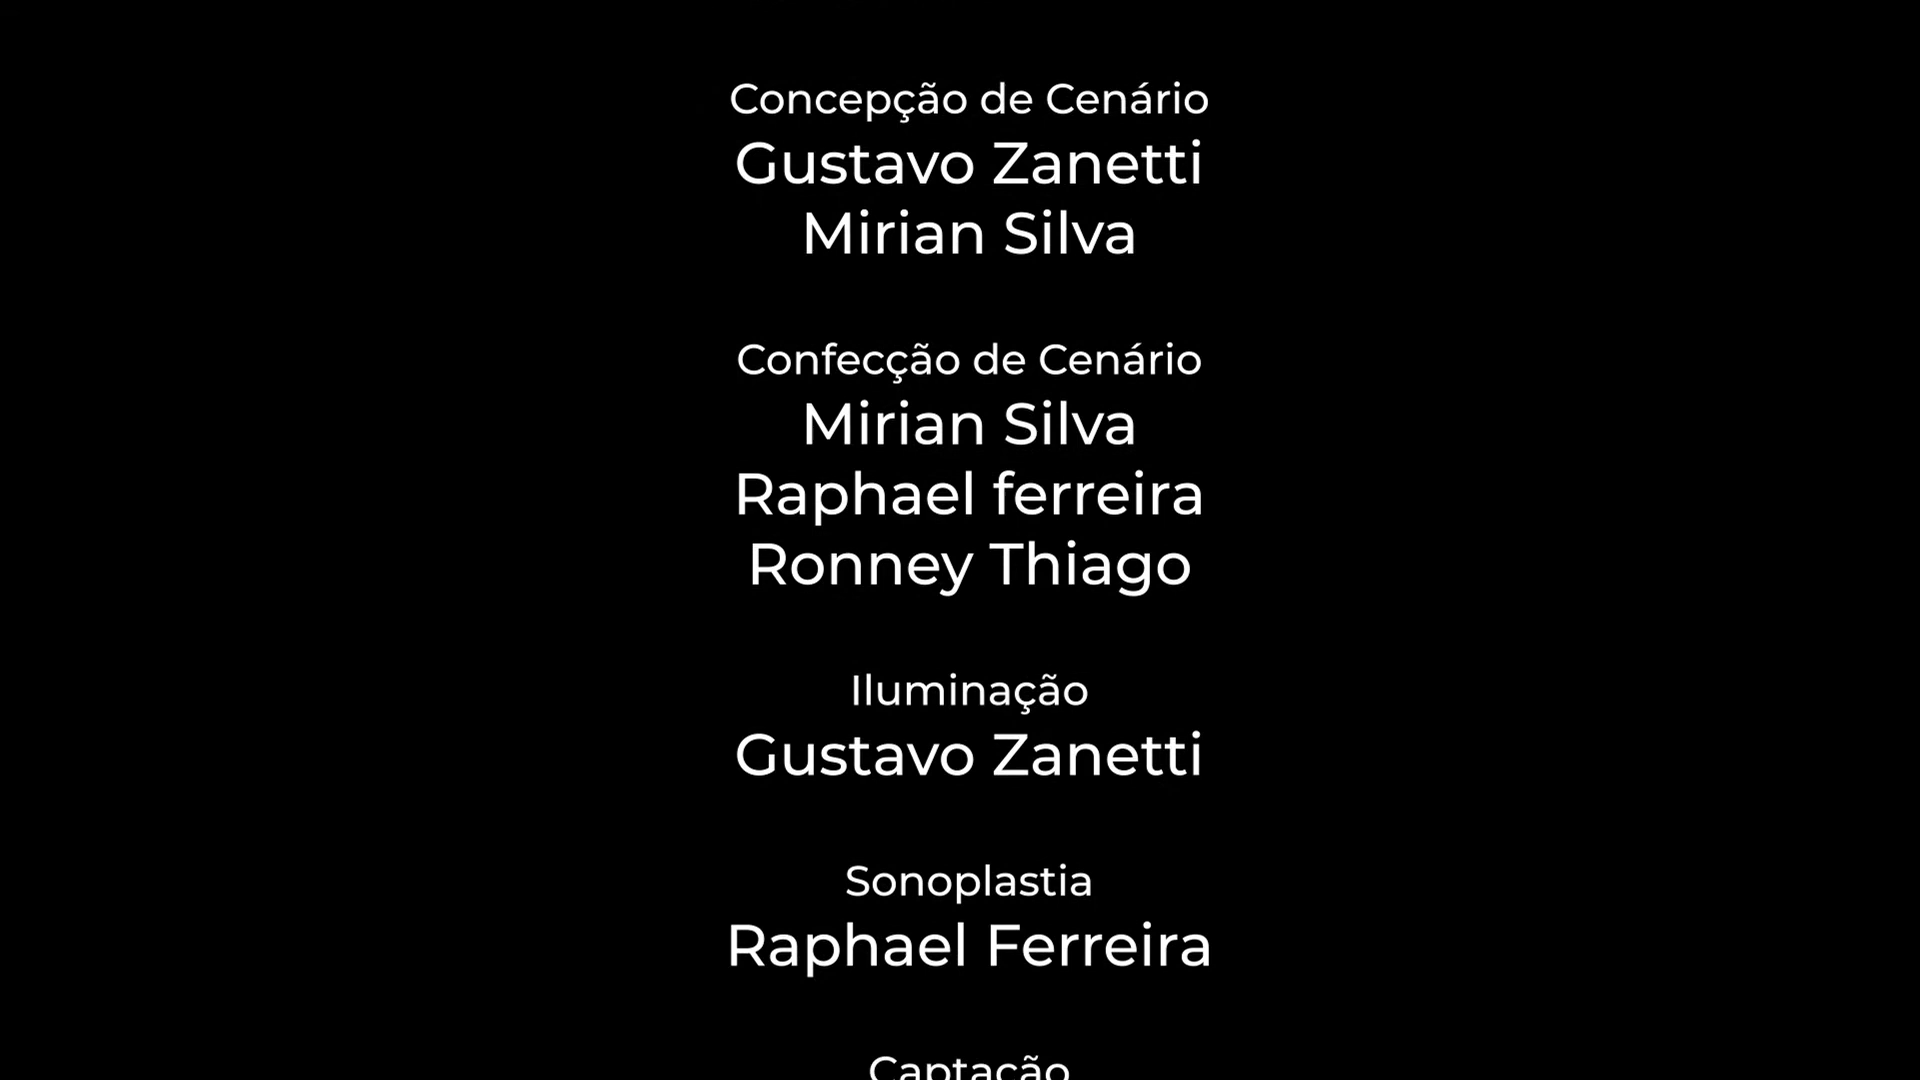 Concepção de Cenário
Gustavo Zanetti
Mirian Silva
Confecção de Cenário
Mirian Silva
Raphael ferreira
Ronney Thiago
Iluminação
Gustavo Zanetti
Sonoplastia
Raphael Ferreira
Captação